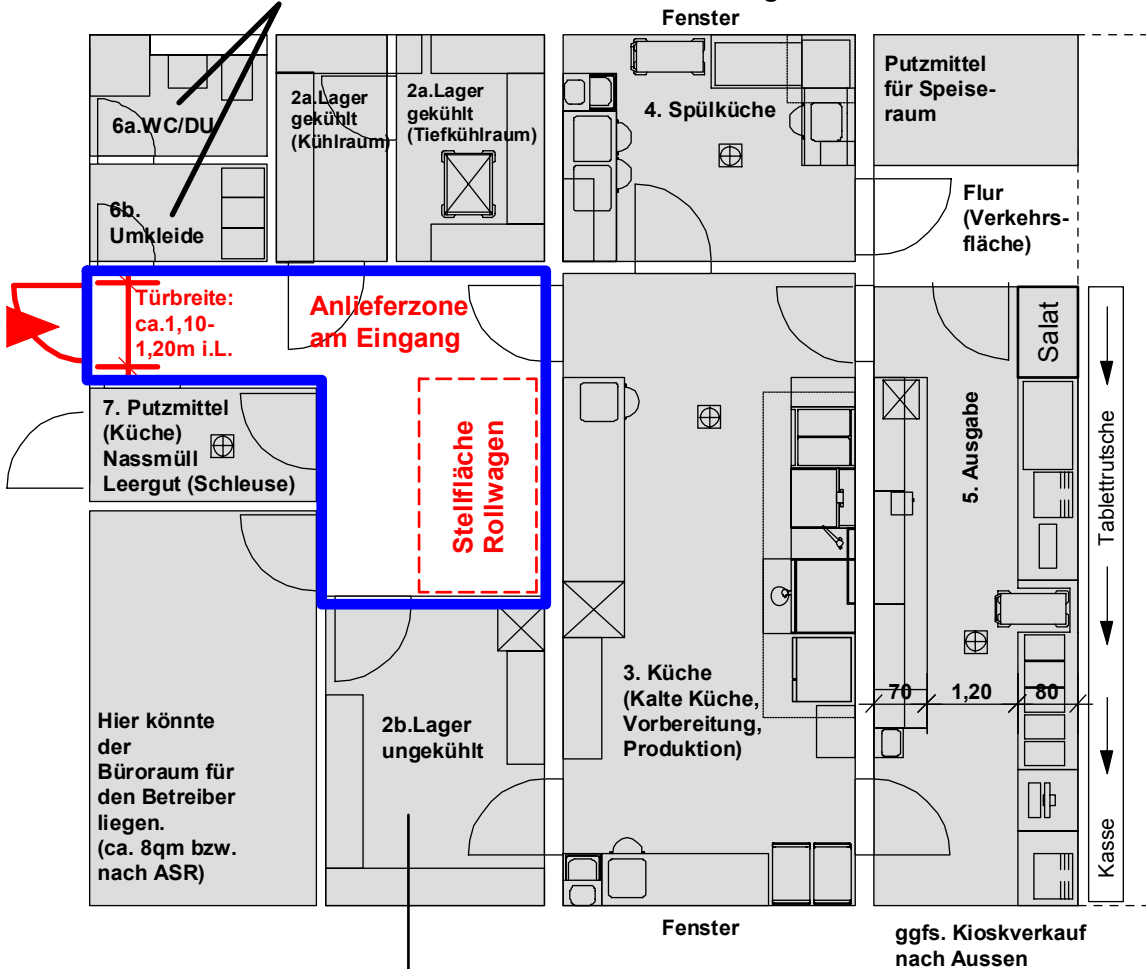 Fenster
6a.WC/DU
2a.Lager
gekühlt
(Kühlraum)
2a.Lager
gekühlt
(Tiefkühlraum)
4. Spülküche
Putzmittel
für Speise-
raum
6b.
Umkleide
Flur
(Verkehrs-
fläche)
Türbreite:
ca.1,10-
1,20m i.L.
Anlieferzone
am Eingang
Salat
7. Putzmittel
(Küche)
Nassmüll
Leergut (Schleuse)
Stellfläche
Rollwagen
5. Ausgabe
Tablettrutsche
3. Küche
(Kalte Küche,
Vorbereitung,
Produktion)
70
1,20
80
Hier könnte
der
Büroraum für
den Betreiber
liegen.
(ca. 8qm bzw.
nach ASR)
2b.Lager
ungekühlt
Kasse
Fenster
ggfs. Kioskverkauf
nach Aussen